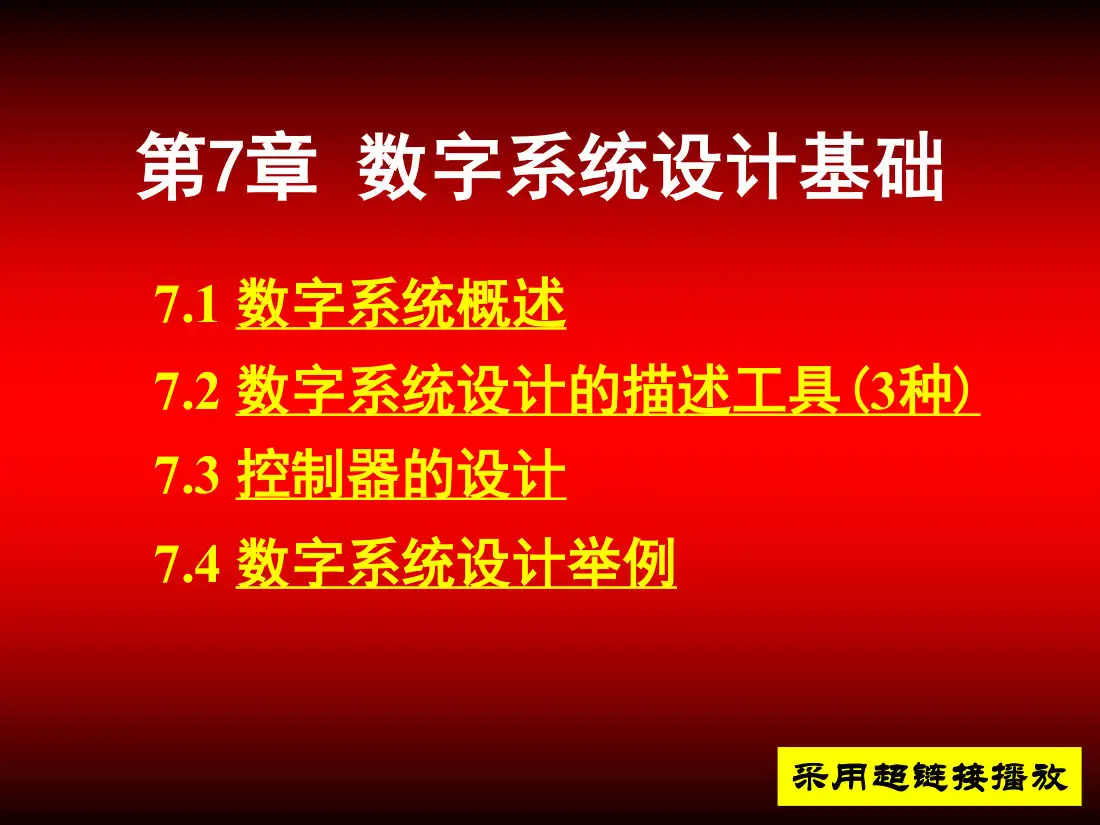 第7章 数字系统设计基础
7.1 数字系统概述
7.2 数字系统设计的描述工具(3种)
7.3 控制器的设计
7.4 数字系统设计举例
采用超链接播放